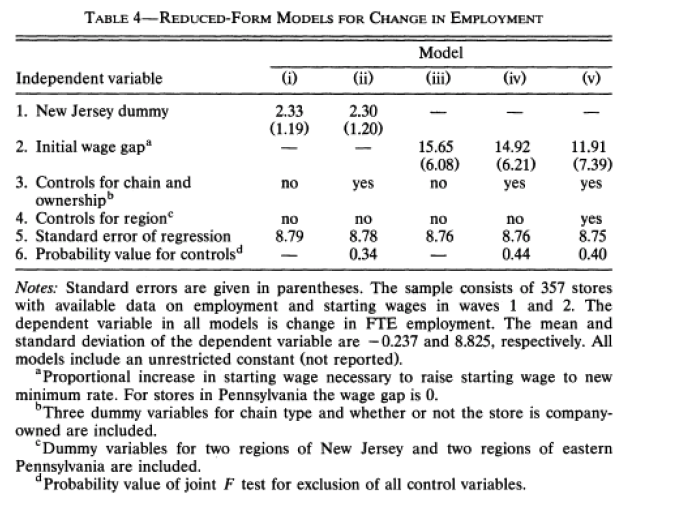 TABLE 4—REDUCED-FORM MODELS FOR CHANGE IN EMPLOYMENT
Model
Independent variable (i) (ii) (iii) (iv) (v)
1. New Jersey dummy 2.33 2.30 — — —
(1.19) (1.20)
2. Initial wage gapᵃ — — 15.65 14.92 11.91
(6.08) (6.21) (7.39)
3. Controls for chain and no yes no yes yes
ownershipᵇ
4. Controls for regionᶜ no no no no yes
5. Standard error of regression 8.79 8.78 8.76 8.76 8.75
6. Probability value for controlsᵈ — 0.34 — 0.44 0.40
Notes: Standard errors are given in parentheses. The sample consists of 357 stores
with available data on employment and starting wages in waves 1 and 2. The
dependent variable in all models is change in FTE employment. The mean and
standard deviation of the dependent variable are −0.237 and 8.825, respectively. All
models include an unrestricted constant (not reported).
ᵃProportional increase in starting wage necessary to raise starting wage to new
minimum rate. For stores in Pennsylvania the wage gap is 0.
ᵇThree dummy variables for chain type and whether or not the store is company-
owned are included.
ᶜDummy variables for two regions of New Jersey and two regions of eastern
Pennsylvania are included.
ᵈProbability value of joint F test for exclusion of all control variables.